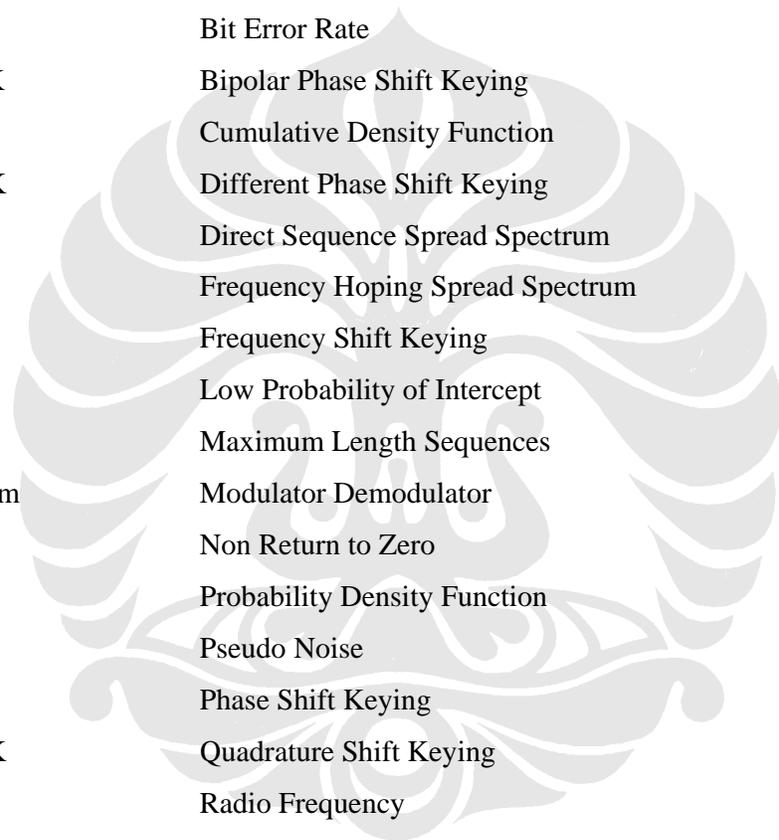 Bit Error Rate
K Bipolar Phase Shift Keying
Cumulative Density Function
K Different Phase Shift Keying
Direct Sequence Spread Spectrum
Frequency Hoping Spread Spectrum
Frequency Shift Keying
Low Probability of Intercept
Maximum Length Sequences
m Modulator Demodulator
Non Return to Zero
Probability Density Function
Pseudo Noise
Phase Shift Keying
K Quadrature Shift Keying
Radio Frequency